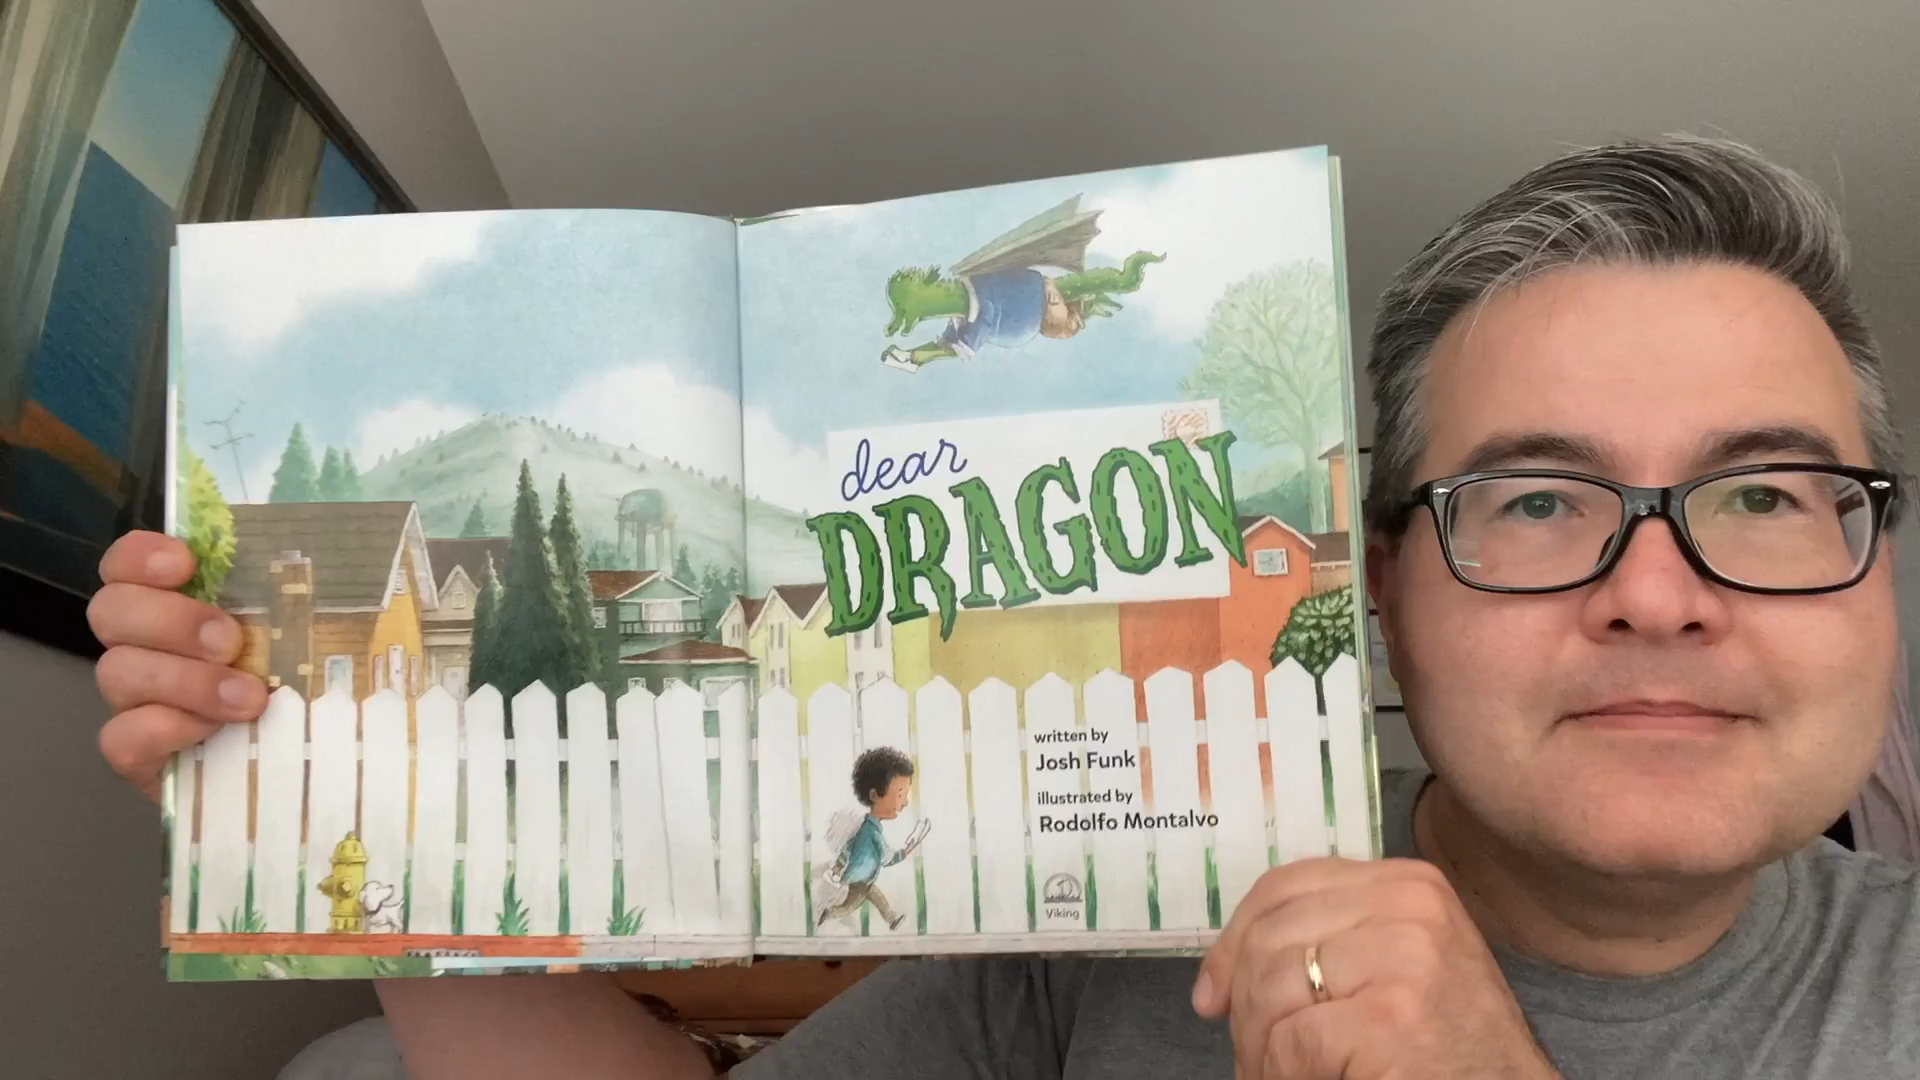 dear
DRAGON
written by
Josh Funk
illustrated by
Rodolfo Montalvo
Viking